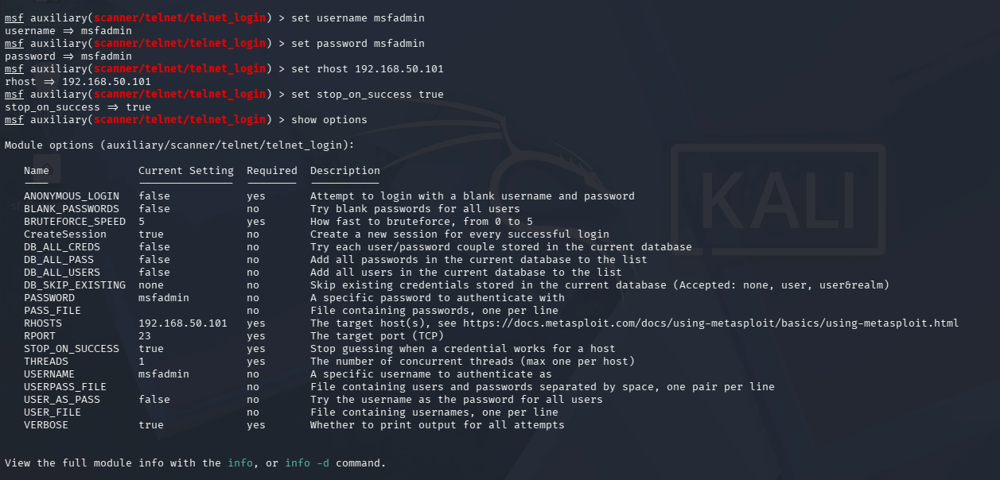 msf auxiliary(scanner/telnet/telnet_login) > set username msfadmin
username => msfadmin
msf auxiliary(scanner/telnet/telnet_login) > set password msfadmin
password => msfadmin
msf auxiliary(scanner/telnet/telnet_login) > set rhost 192.168.50.101
rhost => 192.168.50.101
msf auxiliary(scanner/telnet/telnet_login) > set stop_on_success true
stop_on_success => true
msf auxiliary(scanner/telnet/telnet_login) > show options
Module options (auxiliary/scanner/telnet/telnet_login):
Name Current Setting Required Description
ANONYMOUS_LOGIN false yes Attempt to login with a blank username and password
BLANK_PASSWORDS false no Try blank passwords for all users
BRUTEFORCE_SPEED 5 yes How fast to bruteforce, from 0 to 5
CreateSession true no Create a new session for every successful login
DB_ALL_CREDS false no Try each user/password couple stored in the current database
DB_ALL_PASS false no Add all passwords in the current database to the list
DB_ALL_USERS false no Add all users in the current database to the list
DB_SKIP_EXISTING none no Skip existing credentials stored in the current database (Accepted: none, user, user&realm)
PASSWORD msfadmin no A specific password to authenticate with
PASS_FILE no File containing passwords, one per line
RHOSTS 192.168.50.101 yes The target host(s), see https://docs.metasploit.com/docs/using-metasploit/basics/using-metasploit.html
RPORT 23 yes The target port (TCP)
STOP_ON_SUCCESS true yes Stop guessing when a credential works for a host
THREADS 1 yes The number of concurrent threads (max one per host)
USERNAME msfadmin no A specific username to authenticate as
USERPASS_FILE no File containing users and passwords separated by space, one pair per line
USER_AS_PASS false no Try the username as the password for all users
USER_FILE no File containing usernames, one per line
VERBOSE true yes Whether to print output for all attempts
View the full module info with the info, or info -d command.
KALI